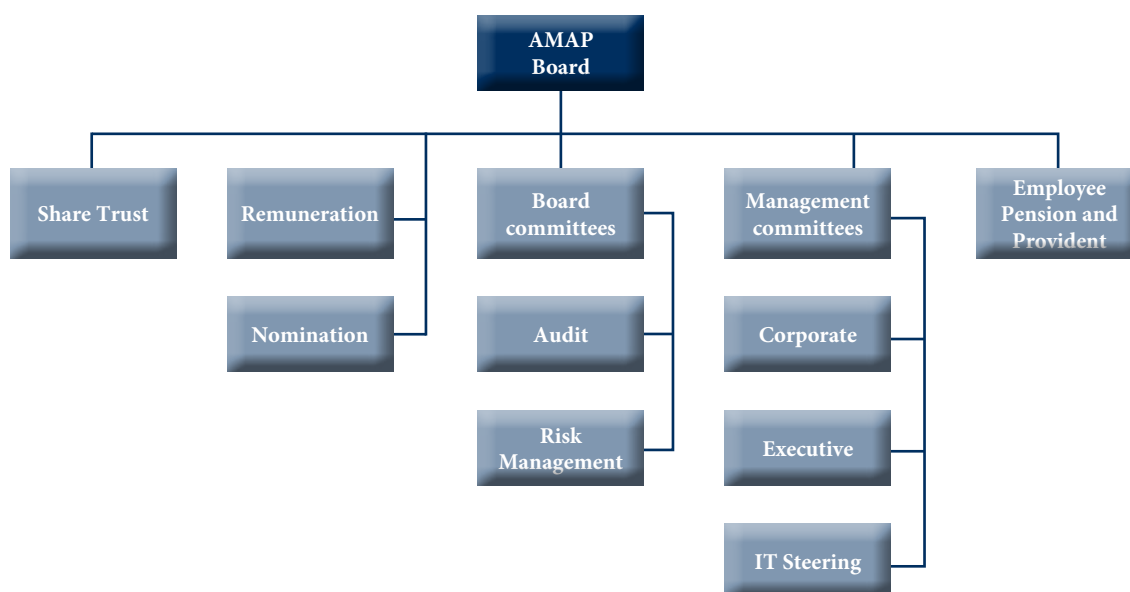 AMAP
Board
Share Trust
Remuneration
Board
committees
Management
committees
Employee
Pension and
Provident
Nomination
Audit
Corporate
Risk
Management
Executive
IT Steering